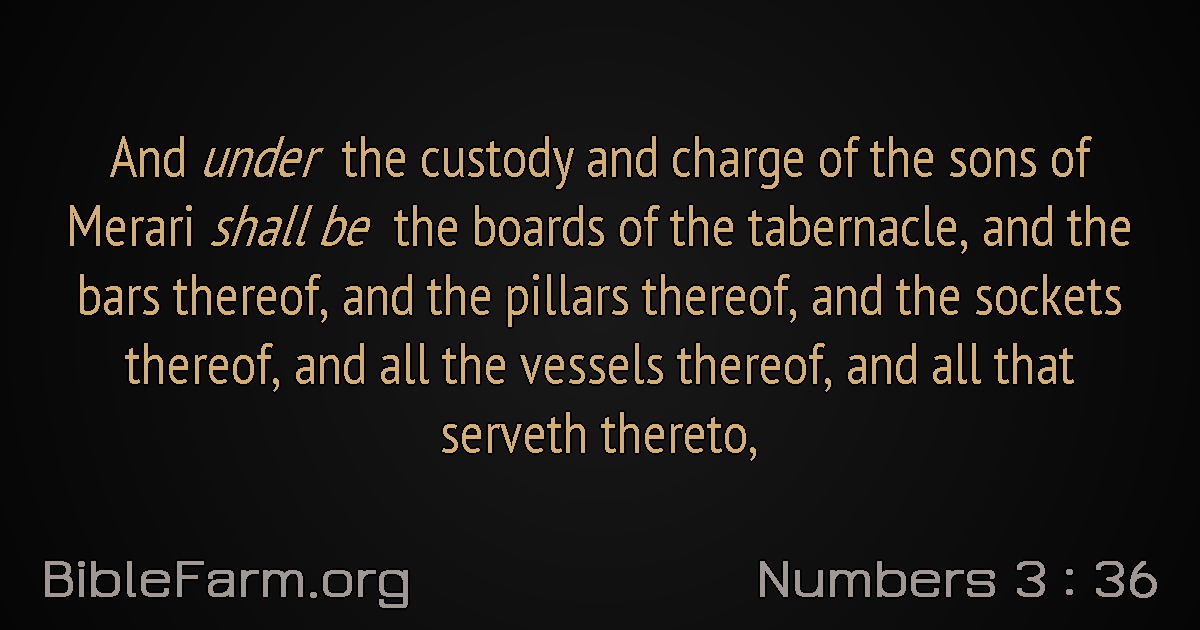 And under the custody and charge of the sons of
Merari shall be the boards of the tabernacle, and the
bars thereof, and the pillars thereof, and the sockets
thereof, and all the vessels thereof, and all that
serveth thereto,
BibleFarm.org
Numbers 3 : 36